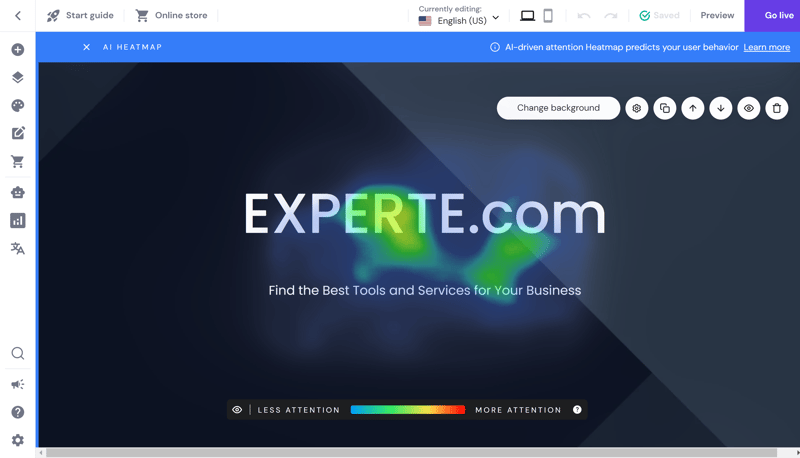 Start guide
Online store
Currently editing:
English (US)
Saved
Preview
Go live
AI HEATMAP
AI-driven attention Heatmap predicts your user behavior Learn more
Change background
EXPERTE.com
Find the Best Tools and Services for Your Business
LESS ATTENTION
MORE ATTENTION